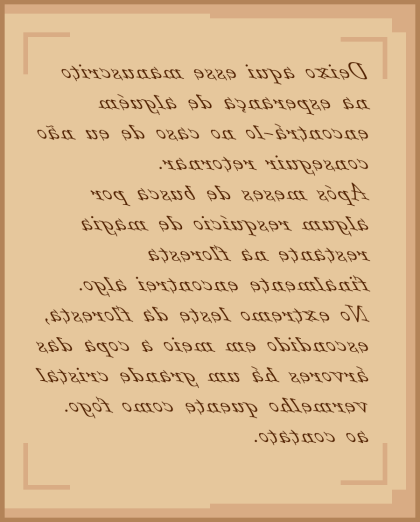 Deixo aqui esse manuscrito
na esperança de alguém
encontrá-lo no caso de eu não
conseguir retornar.
Após meses de busca por
algum resquício de magia
restante na floresta
finalmente encontrei algo.
No extremo leste da floresta,
escondido em meio a copa das
árvores há um grande cristal
vermelho quente como fogo.
ao contato.